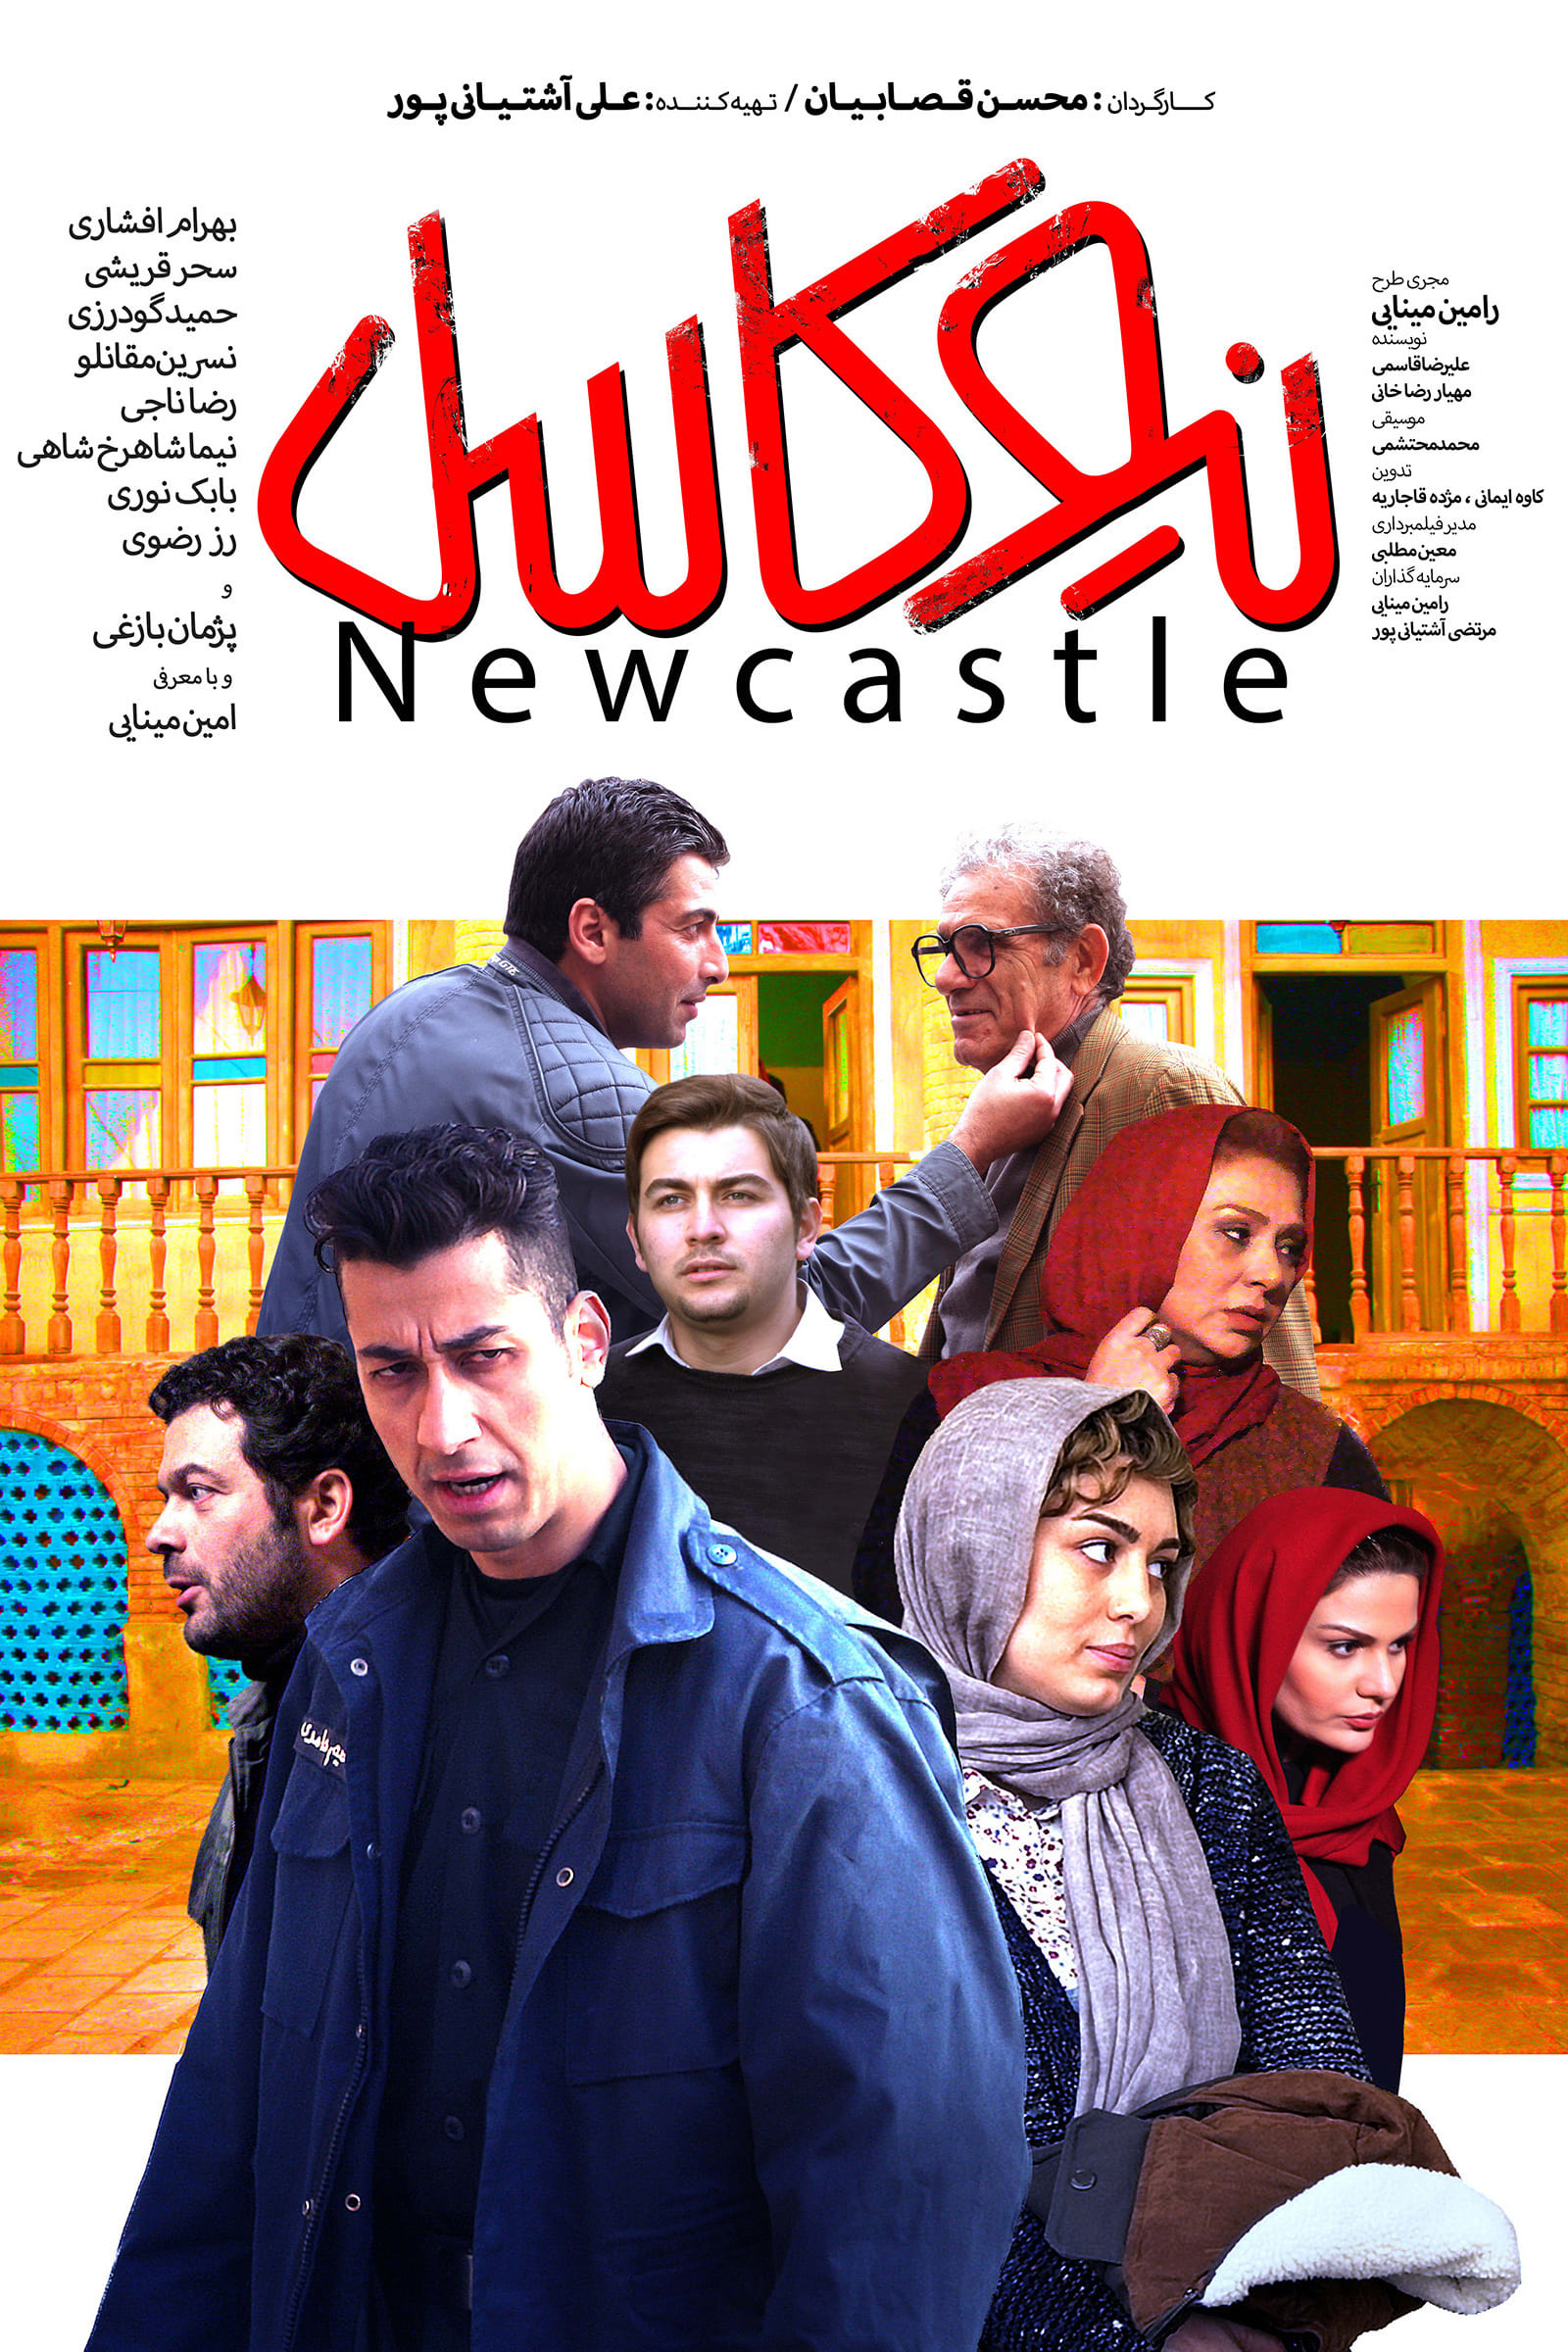 کارگردان: محسن قصابیان / تهیه‌کننده: علی آشتیانی‌پور
نیوکاسل
Newcastle
بهرام افشاری
سحر قریشی
حمید گودرزی
نسرین مقانلو
رضا ناجی
نیما شاهرخ شاهی
بابک نوری
رز رضوی
و
پژمان بازغی
و با معرفی
امین مینایی
مجری طرح
رامین مینایی
نویسنده
علیرضا قاسمی
مهیار رضاخانی
موسیقی
محمد محتشمی
تدوین
کاوه ایمانی ، مژده قاجاریه
مدیر فیلمبرداری
معین مطلبی
سرمایه گذاران
رامین مینایی
مرتضی آشتیانی پور